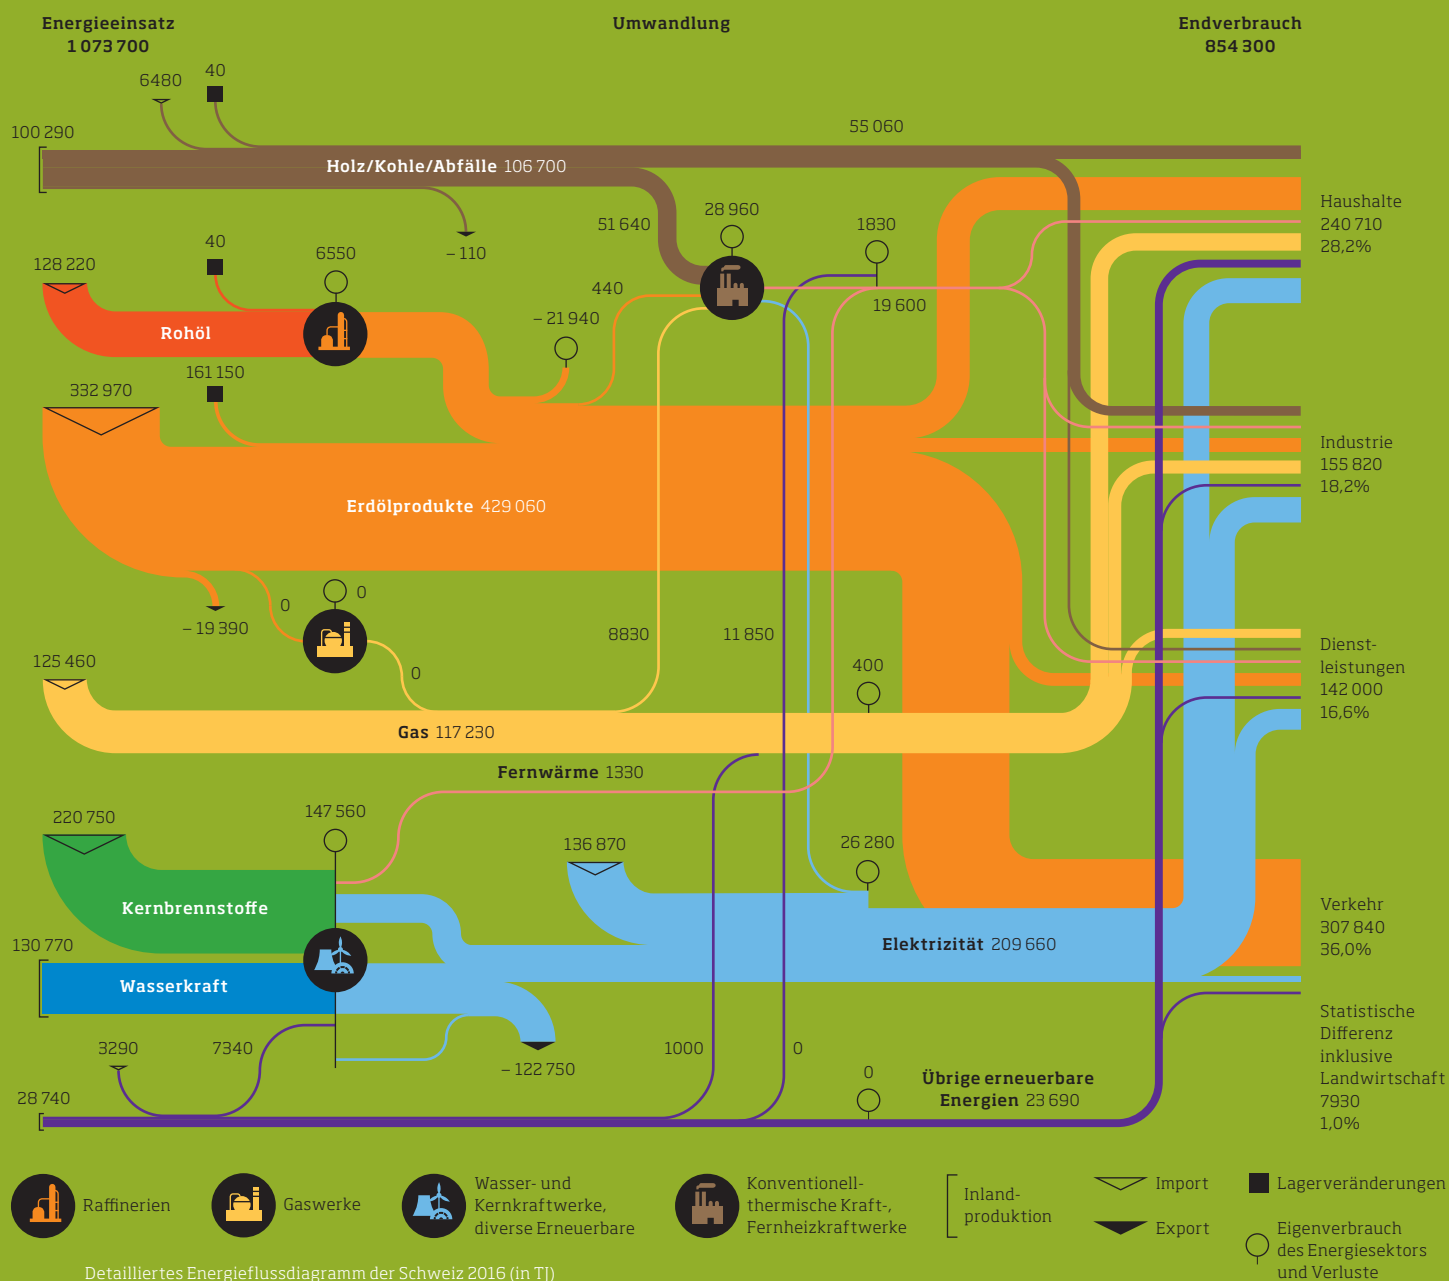 Energieeinsatz
1 073 700
Umwandlung
Endverbrauch
854 300
40
6480
100 290
55 060
Holz/Kohle/Abfälle 106 700
– 110
51 640
28 960
1830
Haushalte
240 710
28,2%
40
6550
128 220
440
19 600
– 21 940
Rohöl
161 150
332 970
Industrie
155 820
18,2%
Erdölprodukte 429 060
0
0
– 19 390
8830
11 850
Dienst-
leistungen
142 000
16,6%
125 460
0
400
Gas 117 230
Fernwärme 1330
220 750
147 560
136 870
26 280
Kernbrennstoffe
Verkehr
307 840
36,0%
130 770
Elektrizität 209 660
Wasserkraft
Statistische
Differenz
inklusive
Landwirtschaft
7930
1,0%
3290
7340
1000
0
– 122 750
0
28 740
Übrige erneuerbare
Energien 23 690
Raffinerien
Gaswerke
Wasser- und
Kernkraftwerke,
diverse Erneuerbare
Konventionell-
thermische Kraft-,
Fernheizkraftwerke
Inland-
produktion
Import
Export
Lagerveränderungen
Eigenverbrauch
des Energiesektors
und Verluste
Detailliertes Energieflussdiagramm der Schweiz 2016 (in TJ)